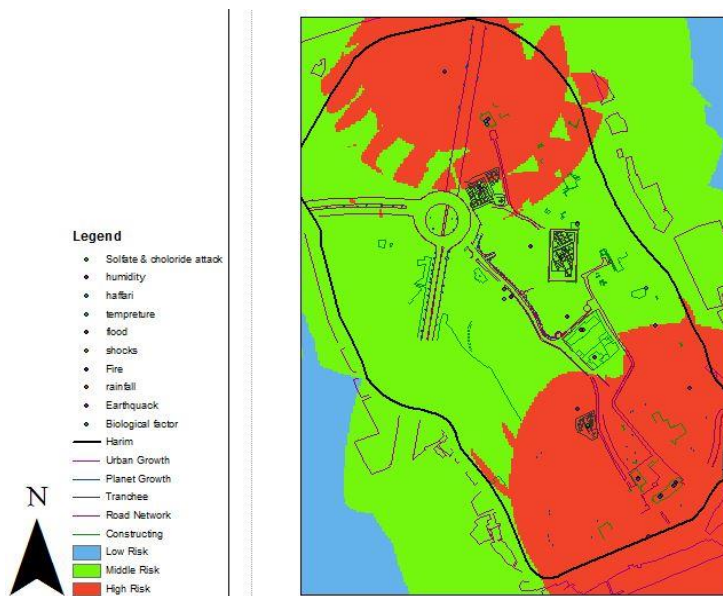 Legend
Solfate & choloride attack
humidity
haffari
tempreture
flood
shocks
Fire
rainfall
Earthquack
Biological factor
Harim
Urban Growth
Planet Growth
Tranchee
Road Network
Constructing
Low Risk
Middle Risk
High Risk
N